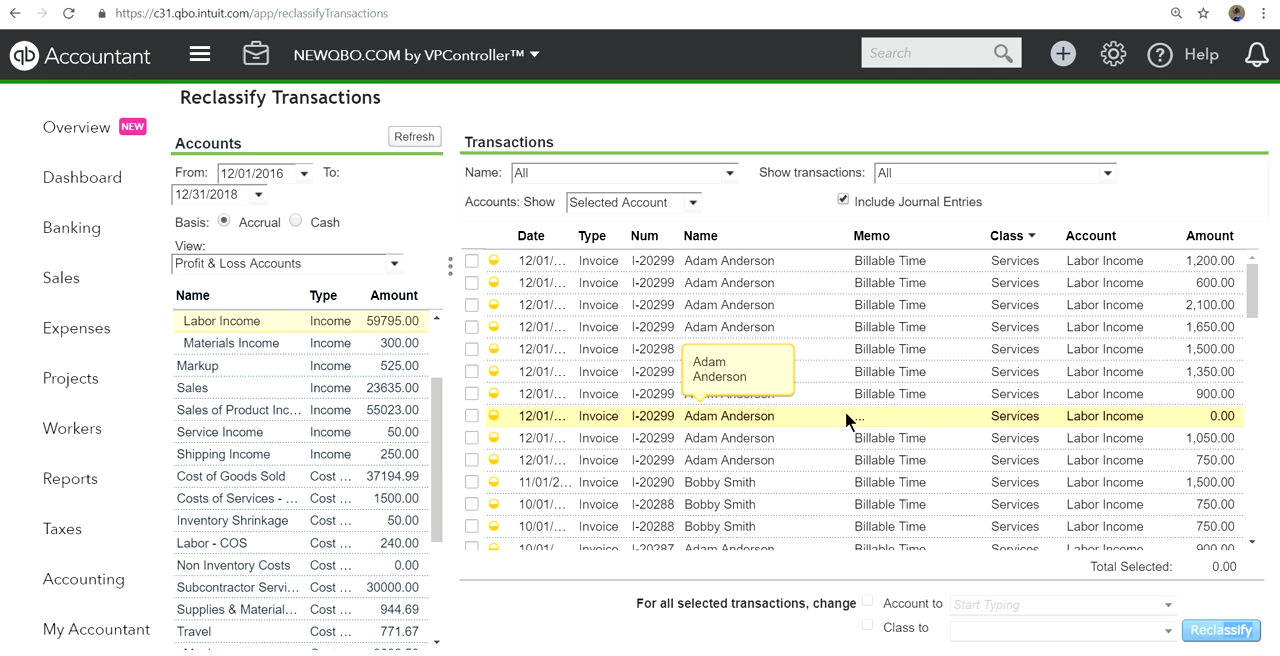 https://c31.qbo.intuit.com/app/reclassifyTransactions
qb Accountant NEWQBO.COM by VPController™ Search Help
Reclassify Transactions
Overview NEW
Dashboard
Banking
Sales
Expenses
Projects
Workers
Reports
Taxes
Accounting
My Accountant
Accounts Refresh
From: 12/01/2016 To:
12/31/2018
Basis: Accrual Cash
View:
Profit & Loss Accounts
Name Type Amount
Labor Income Income 59795.00
Materials Income Income 300.00
Markup Income 525.00
Sales Income 23635.00
Sales of Product Inc... Income 55023.00
Service Income Income 50.00
Shipping Income Income 250.00
Cost of Goods Sold Cost ... 37194.99
Costs of Services - ... Cost ... 1500.00
Inventory Shrinkage Cost ... 50.00
Labor - COS Cost ... 240.00
Non Inventory Costs Cost ... 0.00
Subcontractor Servi... Cost ... 30000.00
Supplies & Material... Cost ... 944.69
Travel Cost ... 771.67
Transactions
Name: All Show transactions: All
Accounts: Show Selected Account Include Journal Entries
Date Type Num Name Memo Class Account Amount
12/01/... Invoice I-20299 Adam Anderson Billable Time Services Labor Income 1,200.00
12/01/... Invoice I-20299 Adam Anderson Billable Time Services Labor Income 600.00
12/01/... Invoice I-20299 Adam Anderson Billable Time Services Labor Income 2,100.00
12/01/... Invoice I-20299 Adam Anderson Billable Time Services Labor Income 1,650.00
12/01/... Invoice I-20298 Billable Time Services Labor Income 1,500.00
Adam
Anderson
12/01/... Invoice I-20299 Billable Time Services Labor Income 1,350.00
12/01/... Invoice I-20299 Adam Anderson Billable Time Services Labor Income 900.00
12/01/... Invoice I-20299 Adam Anderson ... Services Labor Income 0.00
12/01/... Invoice I-20299 Adam Anderson Billable Time Services Labor Income 1,050.00
12/01/... Invoice I-20299 Adam Anderson Billable Time Services Labor Income 750.00
11/01/2... Invoice I-20290 Bobby Smith Billable Time Services Labor Income 1,500.00
10/01/... Invoice I-20288 Bobby Smith Billable Time Services Labor Income 750.00
10/01/... Invoice I-20288 Bobby Smith Billable Time Services Labor Income 750.00
10/01/... Invoice I-20287 Adam Anderson Billable Time Services Labor Income 900.00
Total Selected: 0.00
For all selected transactions, change Account to Start Typing
Class to Reclassify